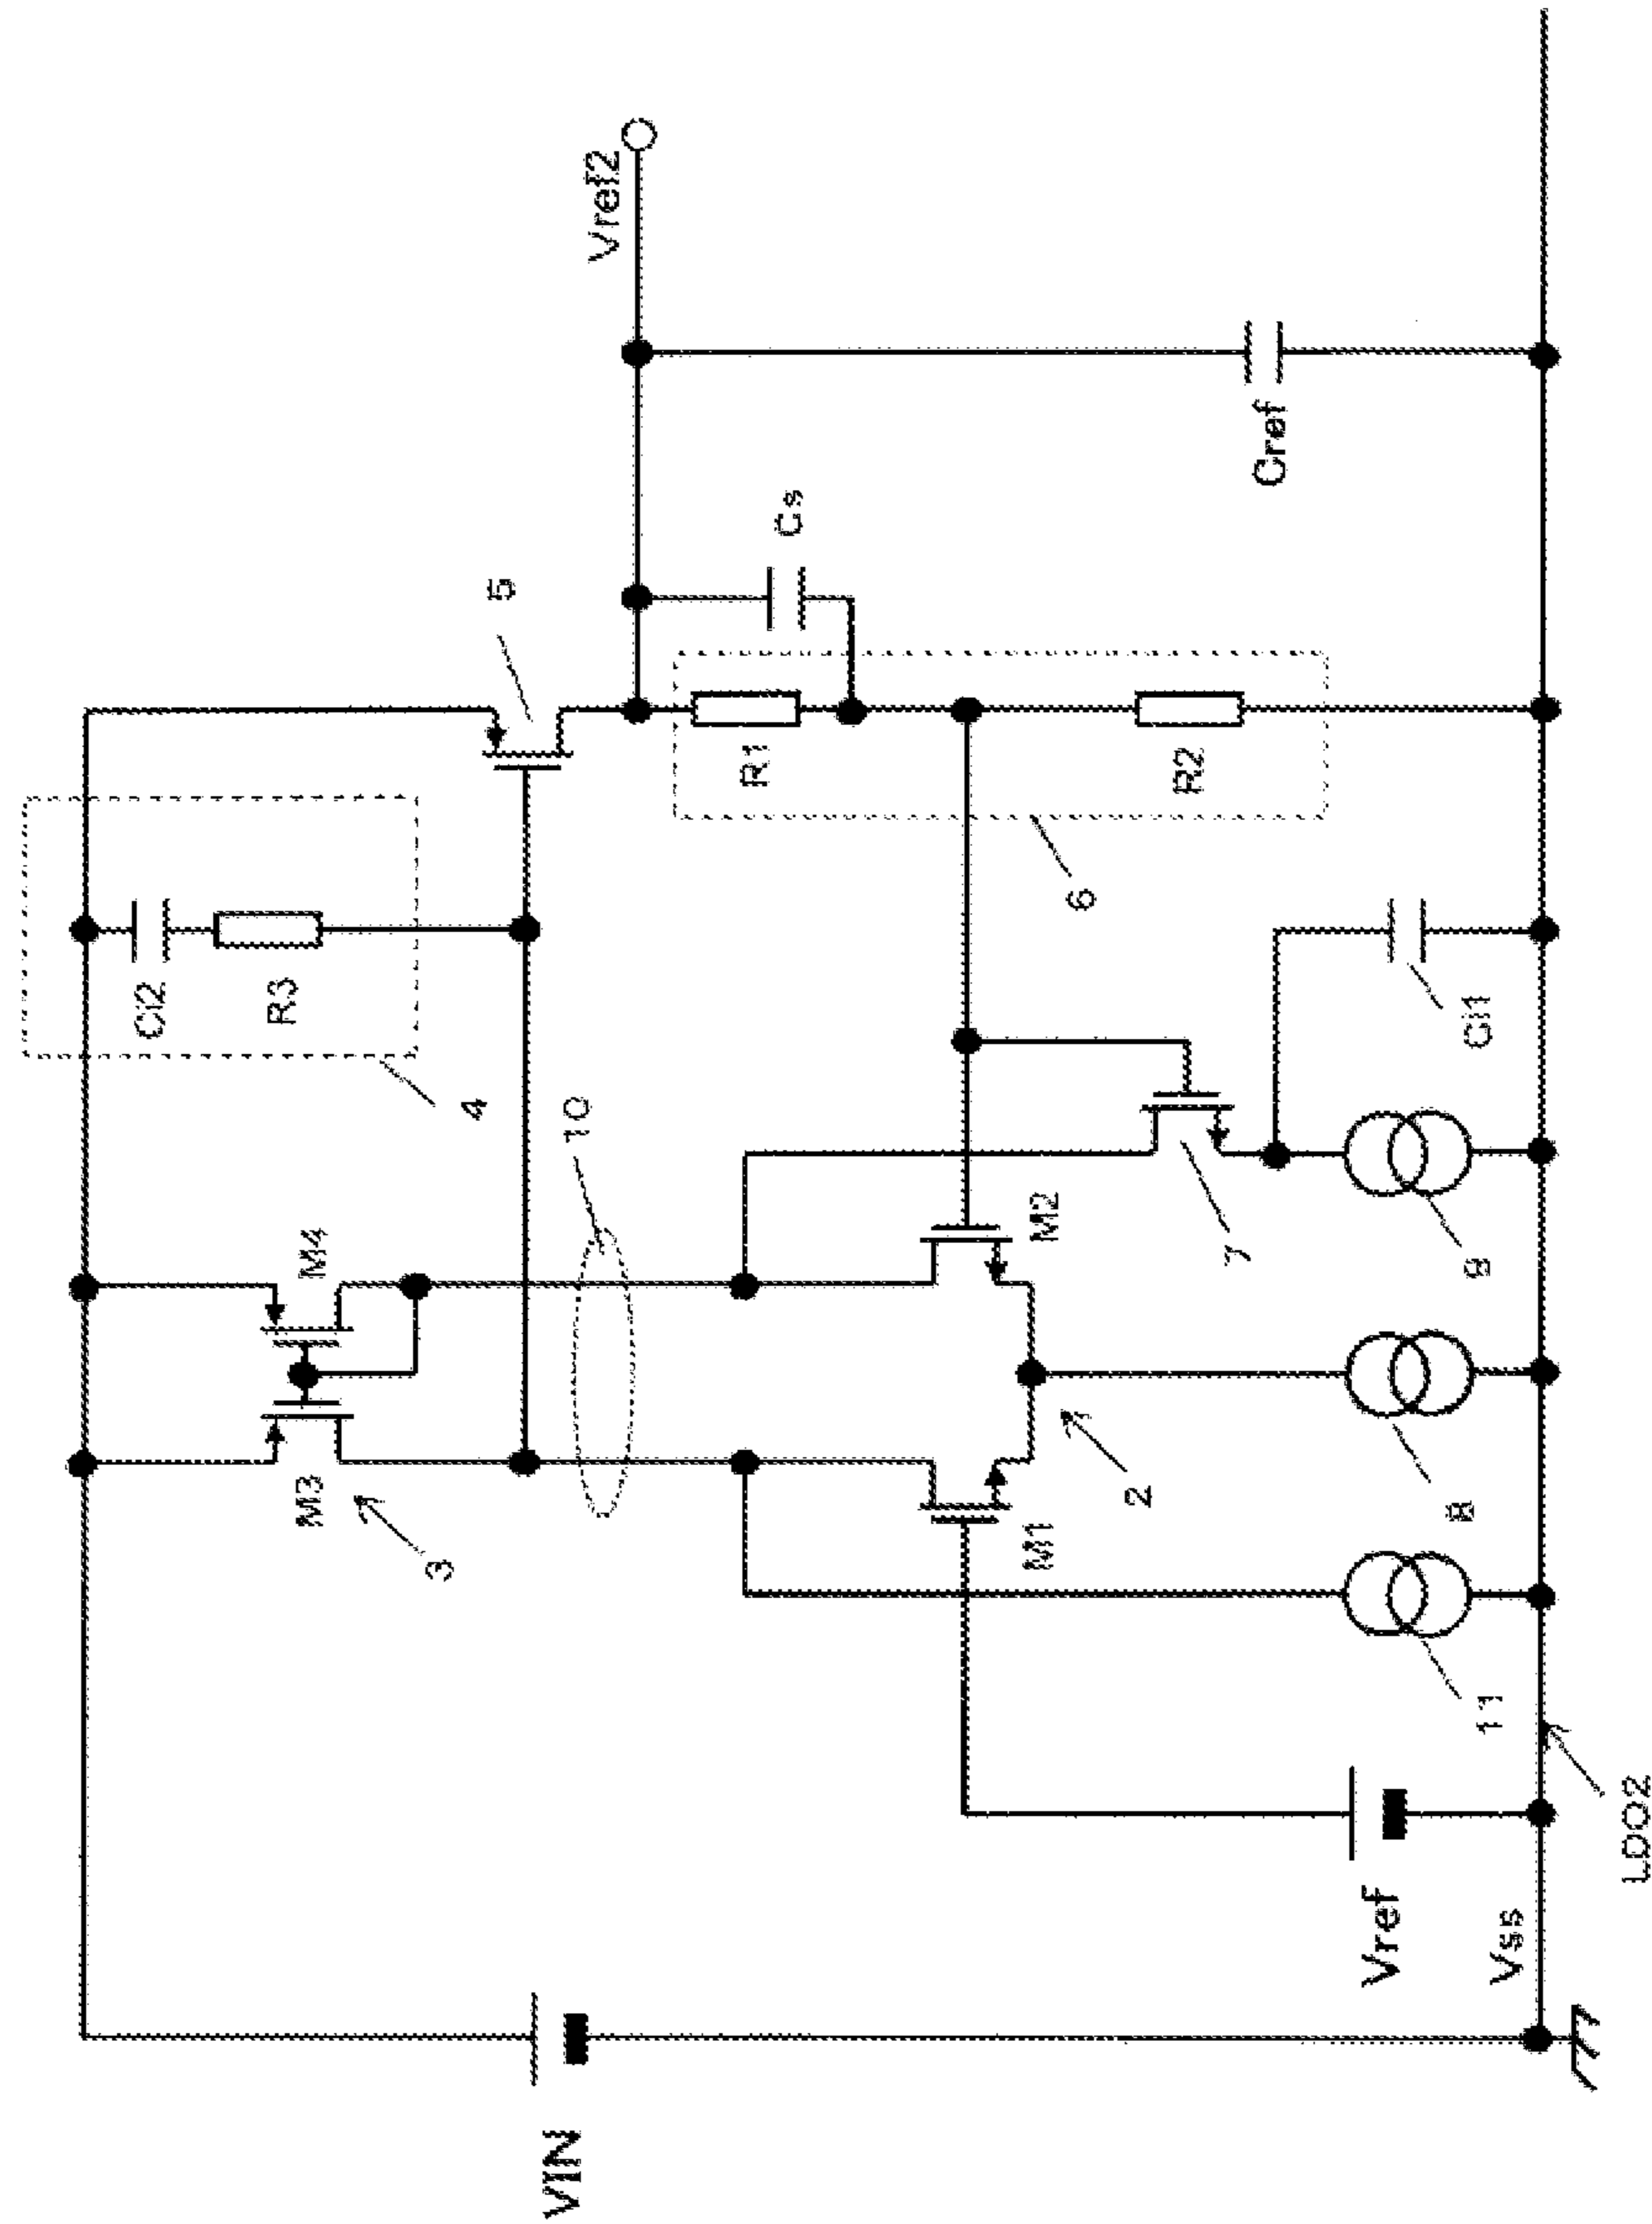 VIN
Vref
Vss
LDO2
M3
M4
3
Ci2
R3
4
5
10
Vref2
Cs
R1
R2
6
Cref
M1
M2
2
7
Ci1
11
8
9